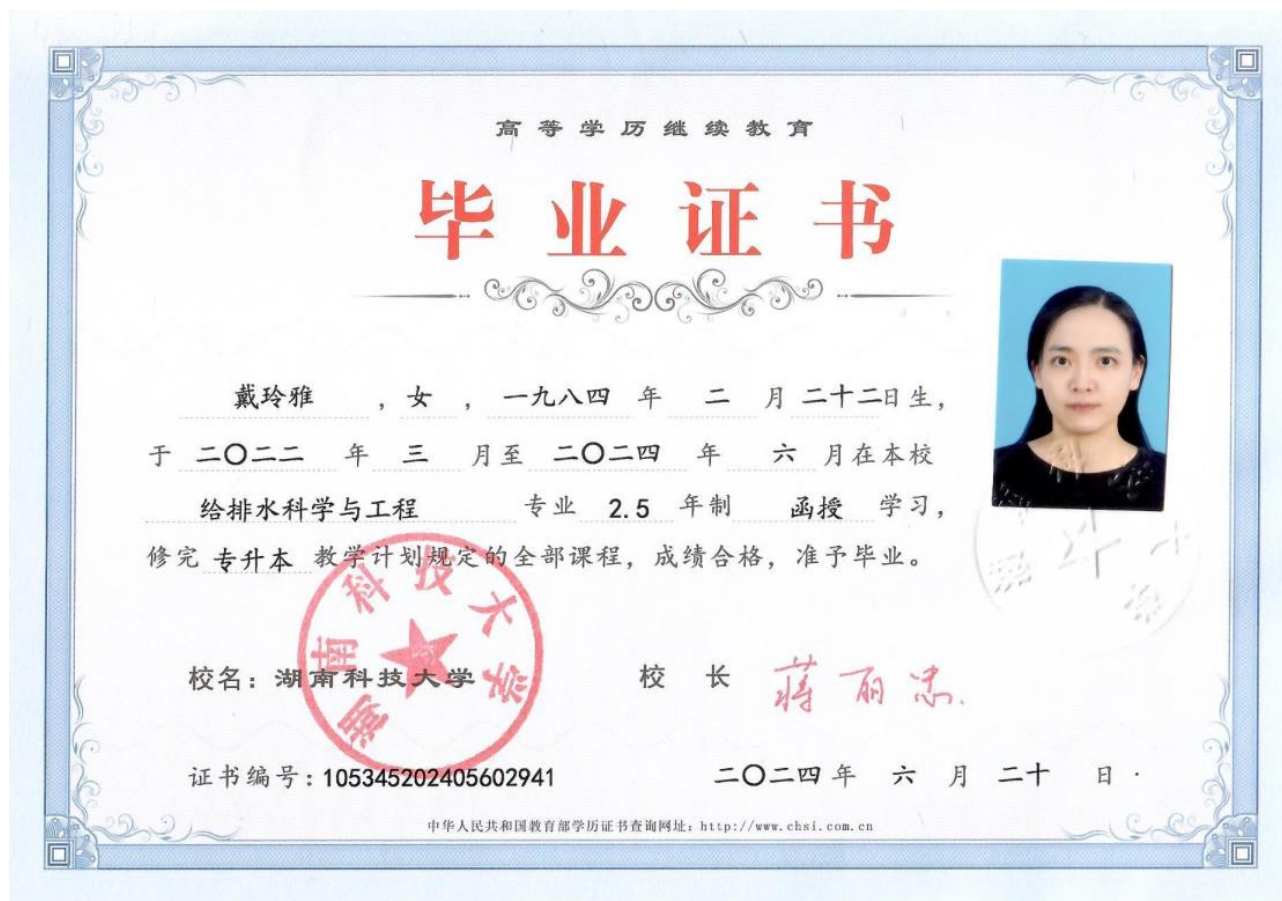 高等学历继续教育
毕业证书
戴玲雅，女，一九八四年二月二十二日生，
于二〇二二年三月至二〇二四年六月在本校
给排水科学与工程专业2.5年制函授学习，
修完专升本教学计划规定的全部课程，成绩合格，准予毕业。
湖南科技大学
校名：湖南科技大学 校长 蒋丽忠
证书编号：105345202405602941 二〇二四年六月二十日
中华人民共和国教育部学历证书查询网址：http://www.chsi.com.cn